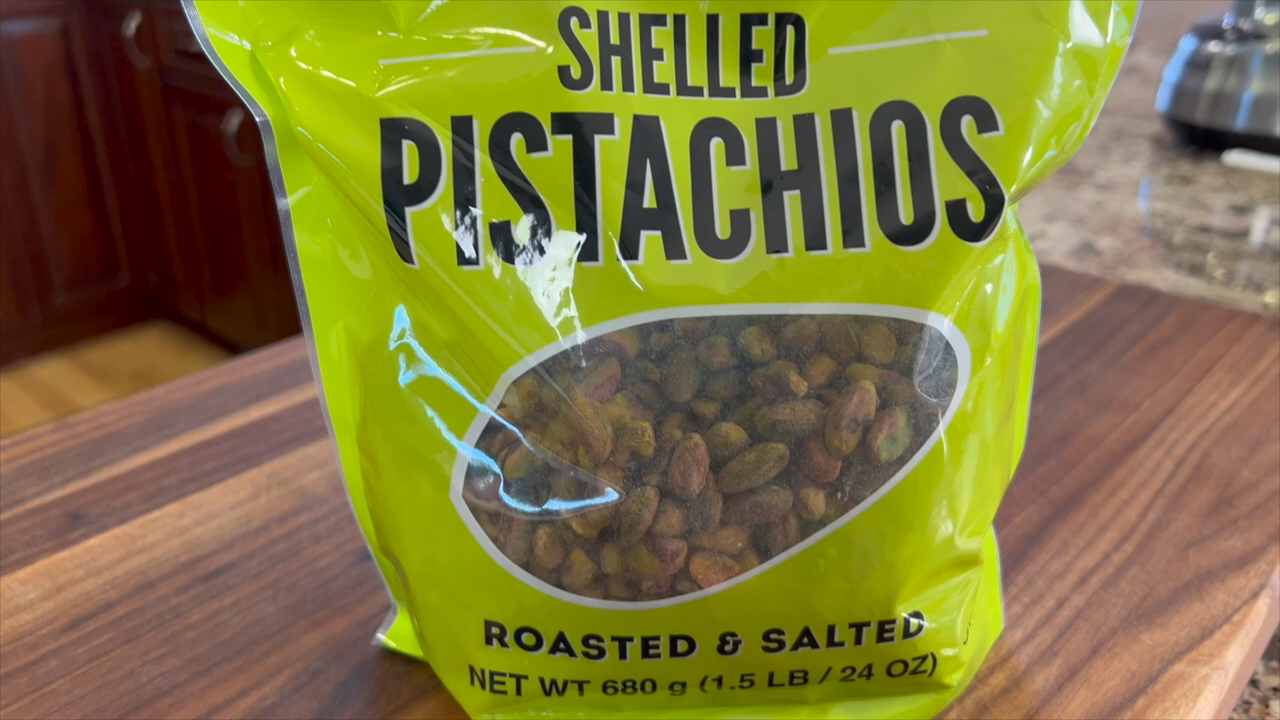 SHELLED
PISTACHIOS
ROASTED & SALTED
NET WT 680 g (1.5 LB / 24 OZ)